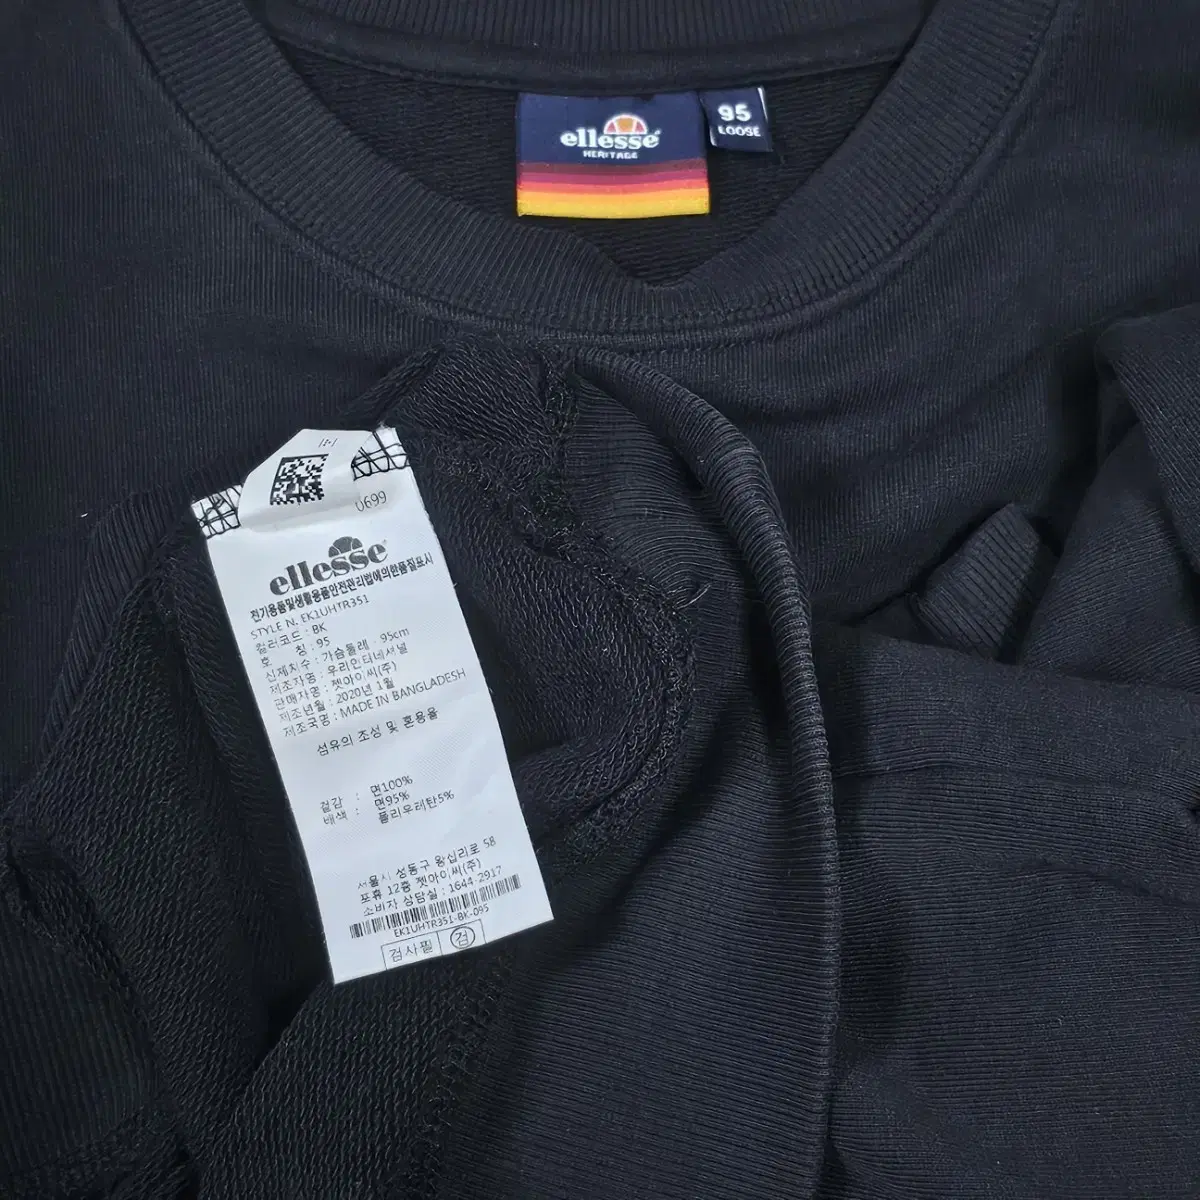 ellesse
HERITAGE
95
LOOSE
0699
ellesse
전기용품및생활용품안전관리법에의한품질표시
STYLE N. EK1UHTR351
컬러코드 : BK
호 칭 : 95
신체치수 : 가슴둘레 : 95cm
제조자명 : 우리인터네셔널
판매자명 : 젯아이씨(주)
제조년월 : 2020년 1월
제조국명 : MADE IN BANGLADESH
섬유의 조성 및 혼용율
겉감 : 면100%
배색 : 면95%
폴리우레탄5%
서울시 성동구 왕십리로 58
포휴 12층 젯아이씨(주)
소비자 상담실 : 1644-2917
EK1UHTR351-BK-095
검사필 검